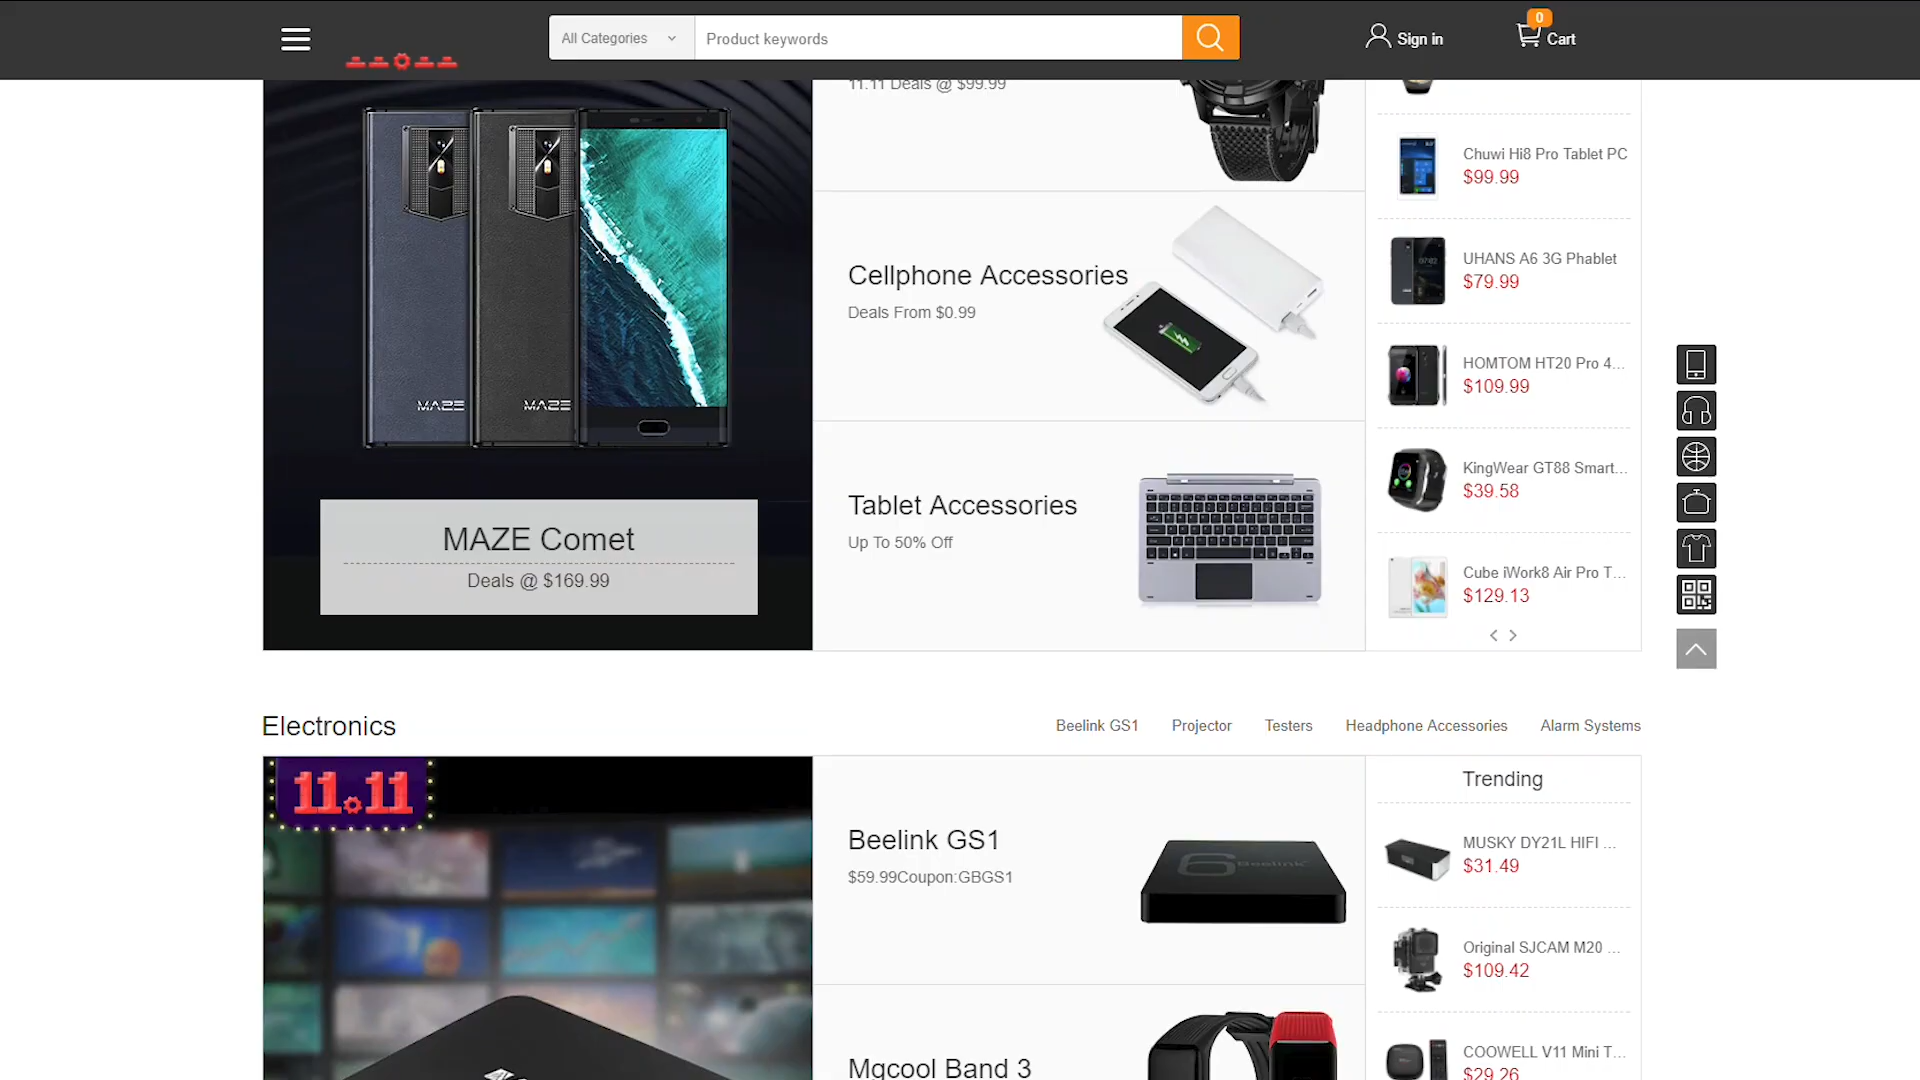 All Categories
Product keywords
Sign in
0
Cart
11.11 Deals @ $99.99
Chuwi Hi8 Pro Tablet PC
$99.99
UHANS A6 3G Phablet
$79.99
HOMTOM HT20 Pro 4...
$109.99
KingWear GT88 Smart...
$39.58
Cube iWork8 Air Pro T...
$129.13
Cellphone Accessories
Deals From $0.99
Tablet Accessories
Up To 50% Off
MAZE
MAZE
MAZE Comet
Deals @ $169.99
Electronics
Beelink GS1
Projector
Testers
Headphone Accessories
Alarm Systems
11.11
Beelink GS1
$59.99Coupon:GBGS1
Beelink
Mgcool Band 3
Trending
MUSKY DY21L HIFI ...
$31.49
Original SJCAM M20 ...
$109.42
COOWELL V11 Mini T...
$29.26